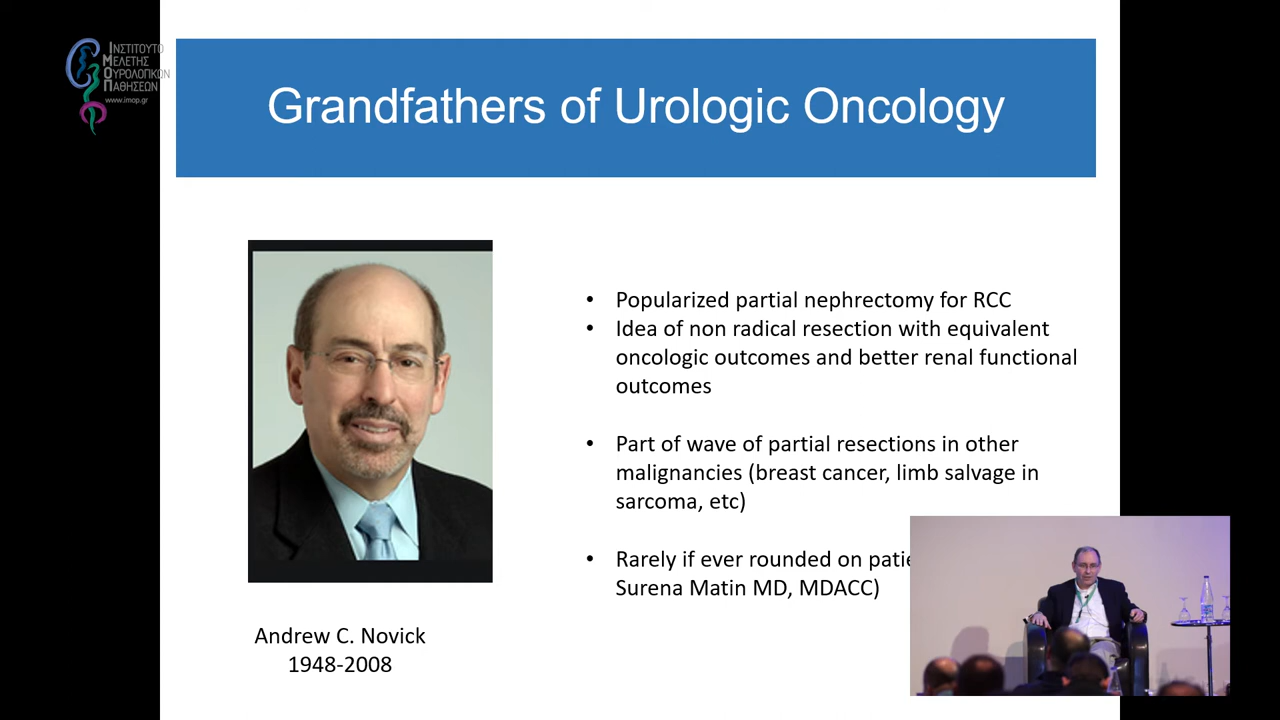 ΙΝΣΤΙΤΟΥΤΟ
ΜΕΛΕΤΗΣ
ΟΥΡΟΛΟΓΙΚΩΝ
ΠΑΘΗΣΕΩΝ
www.imop.gr
Grandfathers of Urologic Oncology
• Popularized partial nephrectomy for RCC
• Idea of non radical resection with equivalent
oncologic outcomes and better renal functional
outcomes
• Part of wave of partial resections in other
malignancies (breast cancer, limb salvage in
sarcoma, etc)
• Rarely if ever rounded on
Surena Matin MD, MDACC)
Andrew C. Novick
1948-2008